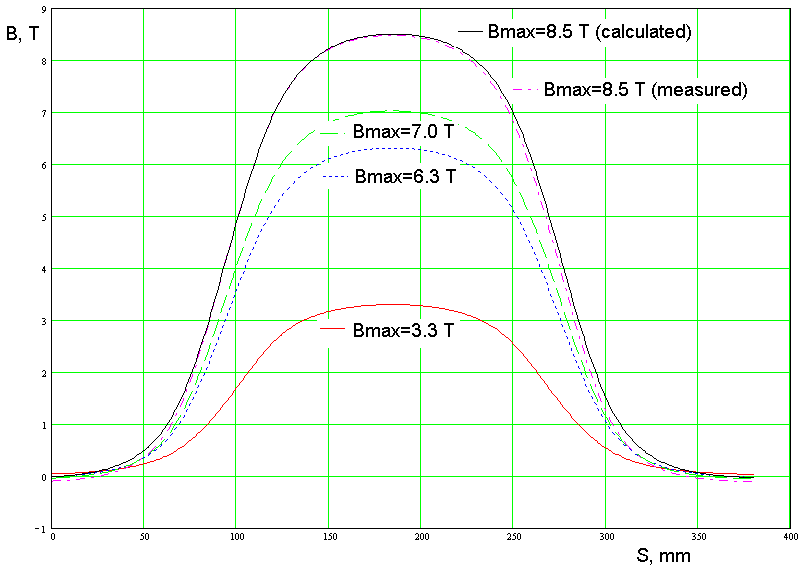 B, T
9
Bmax=8.5 T (calculated)
8
Bmax=8.5 T (measured)
7
Bmax=7.0 T
6
Bmax=6.3 T
5
4
3
Bmax=3.3 T
2
1
0
−1
0 50 100 150 200 250 300 350 400
S, mm